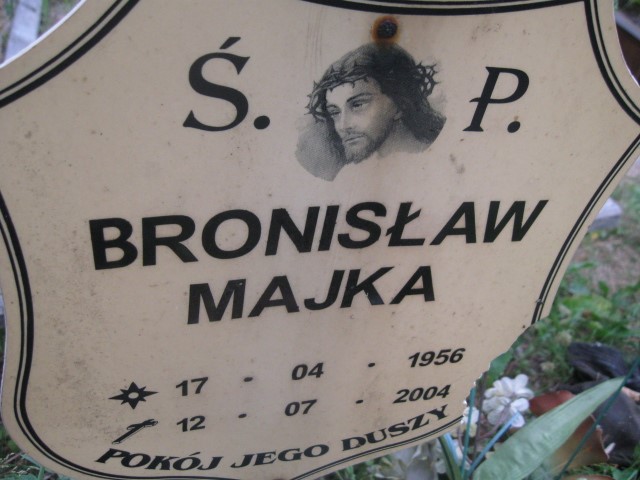 Ś. P.
BRONISŁAW
MAJKA
17 - 04 - 1956
12 - 07 - 2004
POKÓJ JEGO DUSZY